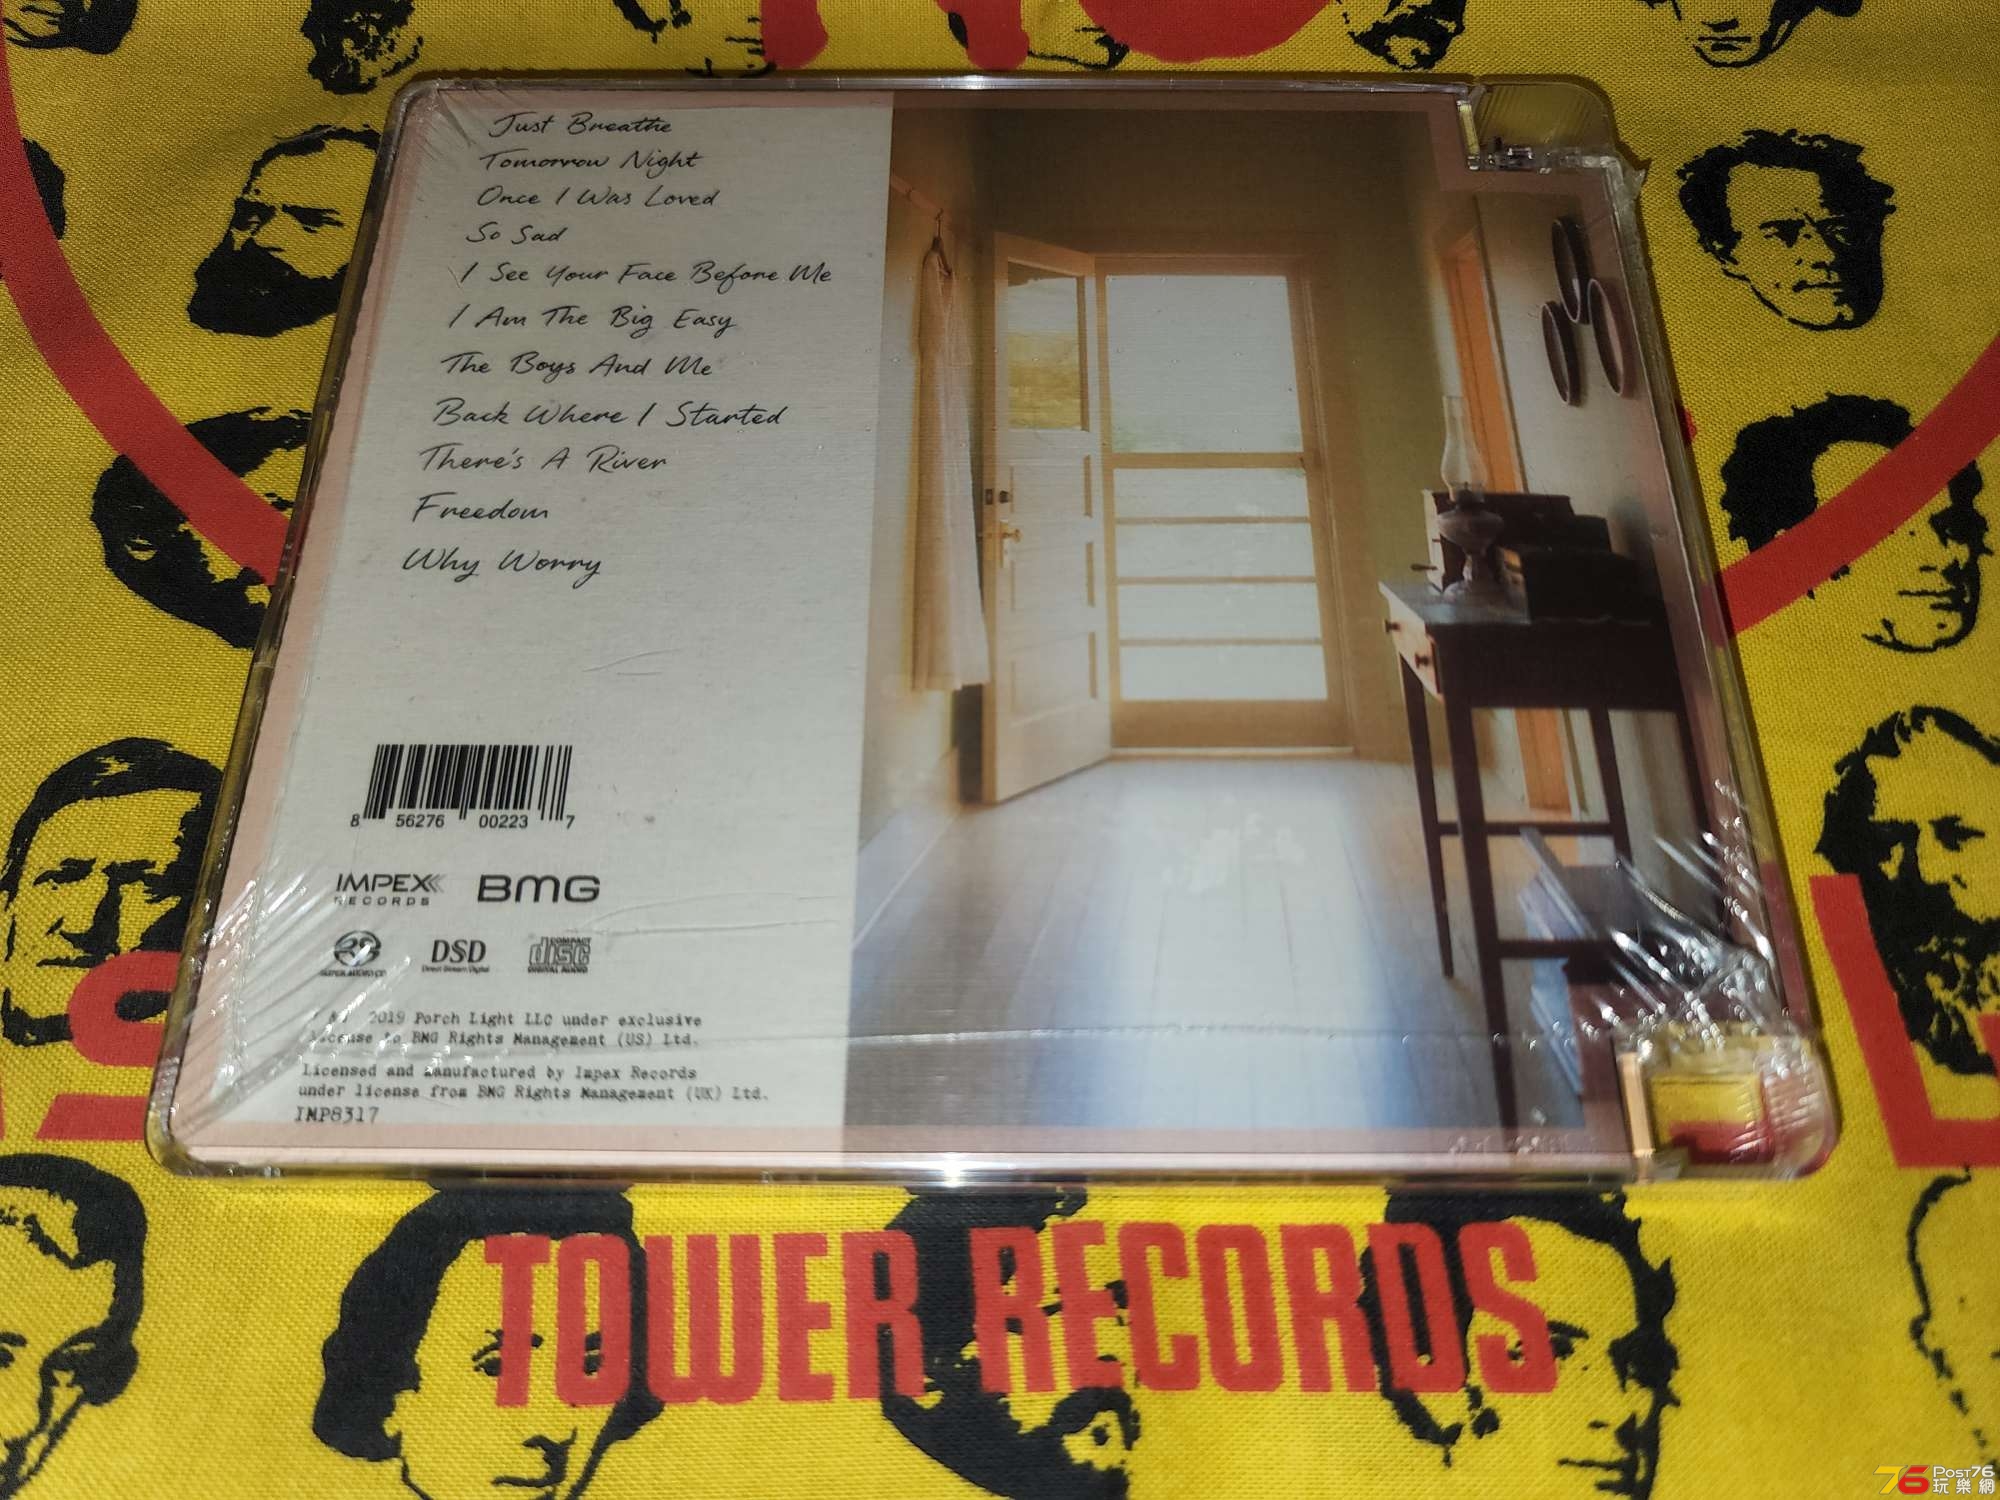 Just Breathe
Tomorrow Night
Once I Was Loved
So Sad
I See Your Face Before Me
I Am The Big Easy
The Boys And Me
Back Where I Started
There's A River
Freedom
Why Worry
8 56276 00223 7
IMPEX
RECORDS
BMG
SUPER AUDIO CD
DSD
Direct Stream Digital
COMPACT
disc
DIGITAL AUDIO
2019 Porch Light LLC under exclusive
license to BMG Rights Management (US) Ltd.
Licensed and manufactured by Impex Records
under license from BMG Rights Management (UK) Ltd.
IMP8317
TOWER RECORDS
76 POST76
玩樂網